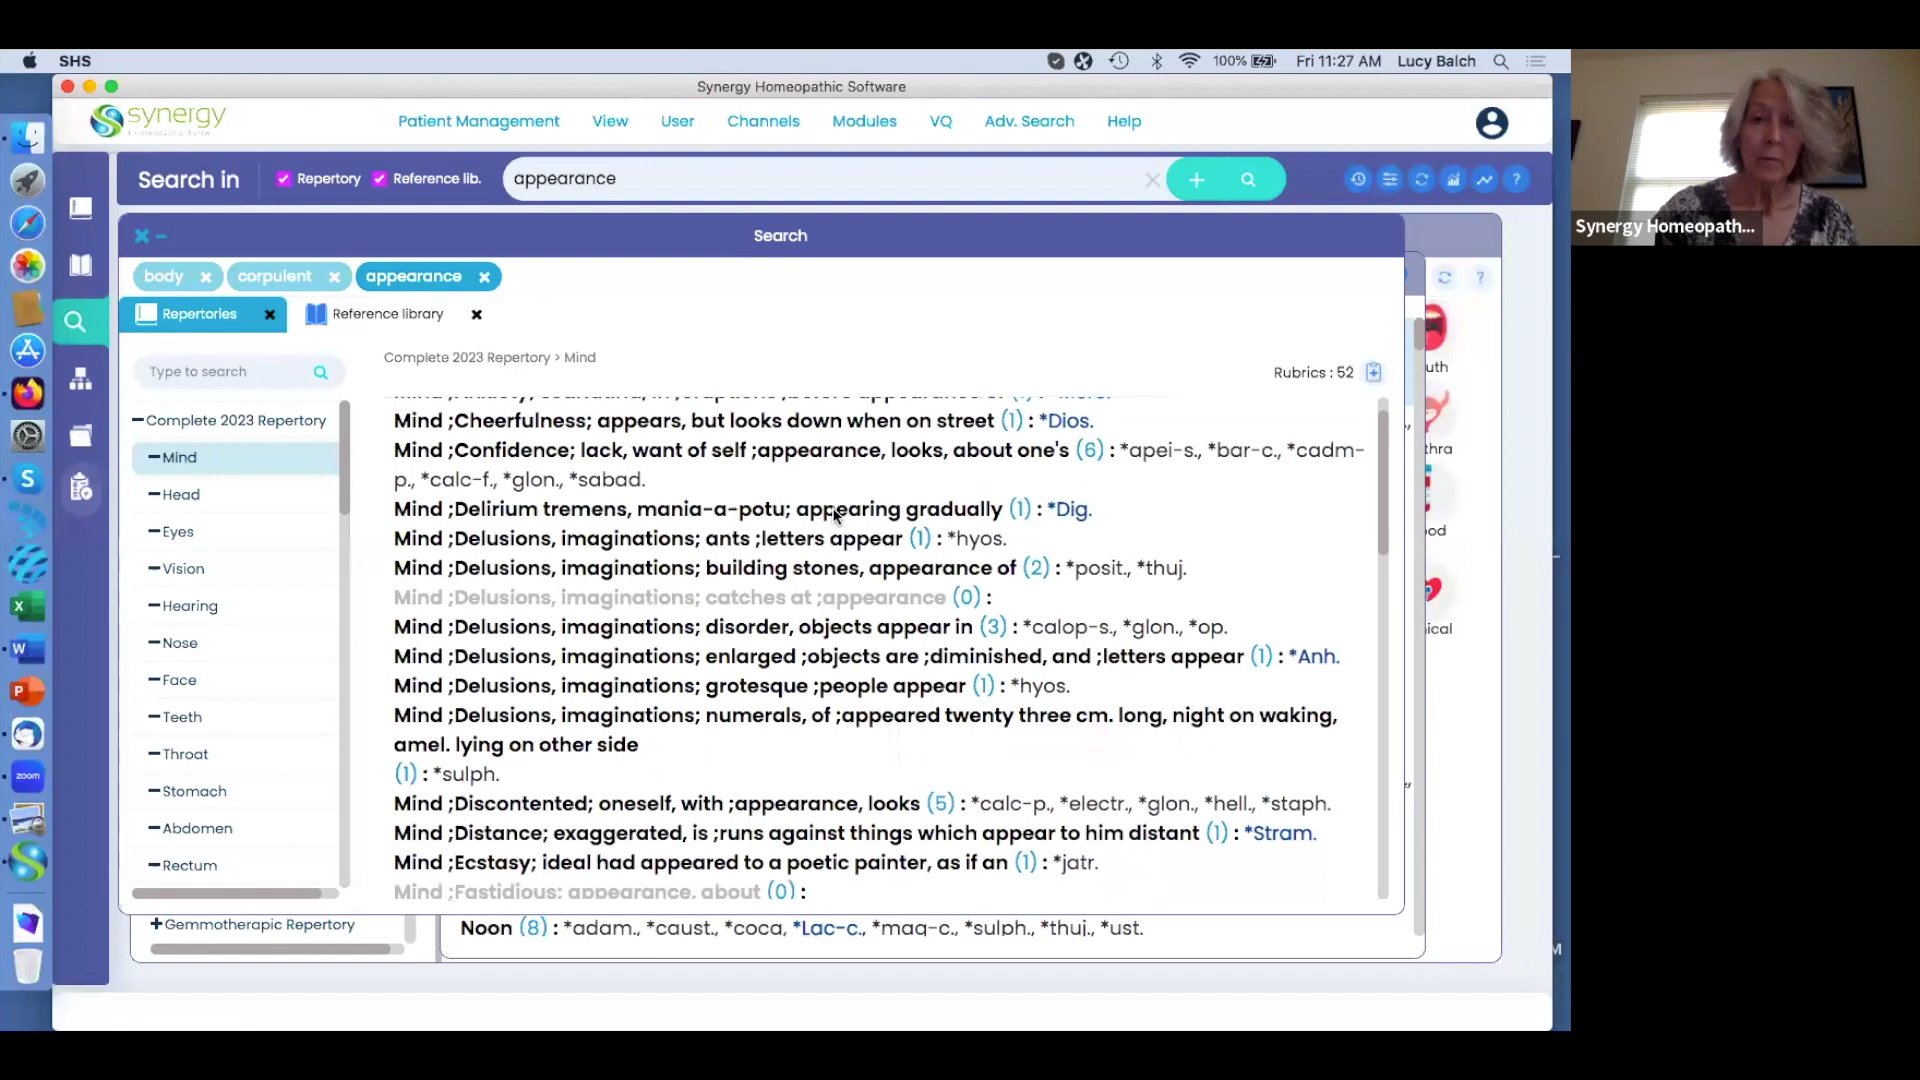 SHS
100%
Fri 11:27 AM
Lucy Balch
Synergy Homeopathic Software
synergy
Patient Management
View
User
Channels
Modules
VQ
Adv. Search
Help
Search in
Repertory
Reference lib.
appearance
Search
body
corpulent
appearance
Repertories
Reference library
Type to search
Complete 2023 Repertory > Mind
Rubrics : 52
Complete 2023 Repertory
Mind
Head
Eyes
Vision
Hearing
Nose
Face
Teeth
Throat
Stomach
Abdomen
Rectum
Gemmotherapic Repertory
Mind ;Cheerfulness; appears, but looks down when on street (1) : *Dios.
Mind ;Confidence; lack, want of self ;appearance, looks, about one's (6) : *apei-s., *bar-c., *cadm-
p., *calc-f., *glon., *sabad.
Mind ;Delirium tremens, mania-a-potu; appearing gradually (1) : *Dig.
Mind ;Delusions, imaginations; ants ;letters appear (1) : *hyos.
Mind ;Delusions, imaginations; building stones, appearance of (2) : *posit., *thuj.
Mind ;Delusions, imaginations; catches at ;appearance (0) :
Mind ;Delusions, imaginations; disorder, objects appear in (3) : *calop-s., *glon., *op.
Mind ;Delusions, imaginations; enlarged ;objects are ;diminished, and ;letters appear (1) : *Anh.
Mind ;Delusions, imaginations; grotesque ;people appear (1) : *hyos.
Mind ;Delusions, imaginations; numerals, of ;appeared twenty three cm. long, night on waking,
amel. lying on other side
(1) : *sulph.
Mind ;Discontented; oneself, with ;appearance, looks (5) : *calc-p., *electr., *glon., *hell., *staph.
Mind ;Distance; exaggerated, is ;runs against things which appear to him distant (1) : *Stram.
Mind ;Ecstasy; ideal had appeared to a poetic painter, as if an (1) : *jatr.
Mind ;Fastidious; appearance, about (0) :
Noon (8) : *adam., *caust., *coca, *Lac-c., *mag-c., *sulph., *thuj., *ust.
uth
thra
od
ical
zoom
Synergy Homeopath...